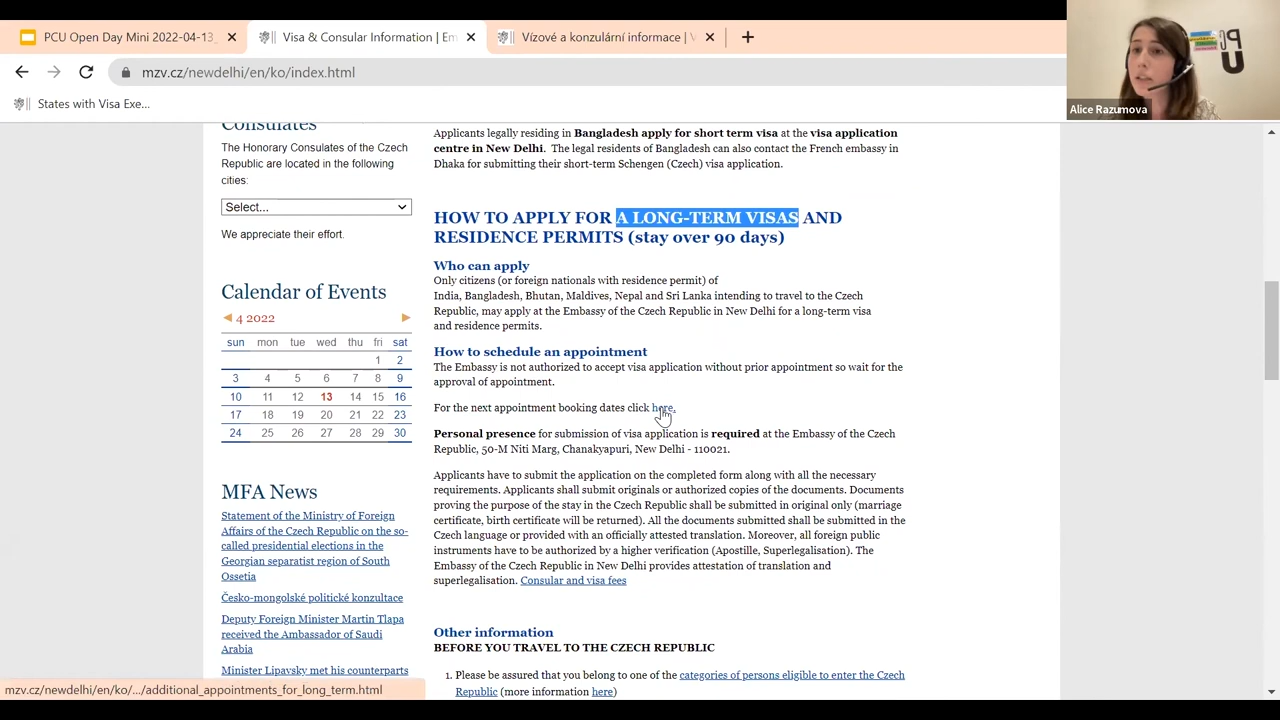 PCU Open Day Mini 2022-04-13_
Visa & Consular Information | Em
Vízové a konzulární informace | V
mzv.cz/newdelhi/en/ko/index.html
States with Visa Exe...
PC
U
Alice Razumova
Consulates
The Honorary Consulates of the Czech
Republic are located in the following
cities:
Select...
We appreciate their effort.
Calendar of Events
4 2022
sun mon tue wed thu fri sat
1 2
3 4 5 6 7 8 9
10 11 12 13 14 15 16
17 18 19 20 21 22 23
24 25 26 27 28 29 30
MFA News
Statement of the Ministry of Foreign
Affairs of the Czech Republic on the so-
called presidential elections in the
Georgian separatist region of South
Ossetia
Česko-mongolské politické konzultace
Deputy Foreign Minister Martin Tlapa
received the Ambassador of Saudi
Arabia
Minister Lipavsky met his counterparts
Applicants legally residing in Bangladesh apply for short term visa at the visa application
centre in New Delhi. The legal residents of Bangladesh can also contact the French embassy in
Dhaka for submitting their short-term Schengen (Czech) visa application.
HOW TO APPLY FOR A LONG-TERM VISAS AND
RESIDENCE PERMITS (stay over 90 days)
Who can apply
Only citizens (or foreign nationals with residence permit) of
India, Bangladesh, Bhutan, Maldives, Nepal and Sri Lanka intending to travel to the Czech
Republic, may apply at the Embassy of the Czech Republic in New Delhi for a long-term visa
and residence permits.
How to schedule an appointment
The Embassy is not authorized to accept visa application without prior appointment so wait for the
approval of appointment.
For the next appointment booking dates click here.
Personal presence for submission of visa application is required at the Embassy of the Czech
Republic, 50-M Niti Marg, Chanakyapuri, New Delhi - 110021.
Applicants have to submit the application on the completed form along with all the necessary
requirements. Applicants shall submit originals or authorized copies of the documents. Documents
proving the purpose of the stay in the Czech Republic shall be submitted in original only (marriage
certificate, birth certificate will be returned). All the documents submitted shall be submitted in the
Czech language or provided with an officially attested translation. Moreover, all foreign public
instruments have to be authorized by a higher verification (Apostille, Superlegalisation). The
Embassy of the Czech Republic in New Delhi provides attestation of translation and
superlegalisation. Consular and visa fees
Other information
BEFORE YOU TRAVEL TO THE CZECH REPUBLIC
1. Please be assured that you belong to one of the categories of persons eligible to enter the Czech
Republic (more information here)
mzv.cz/newdelhi/en/ko/.../additional_appointments_for_long_term.html